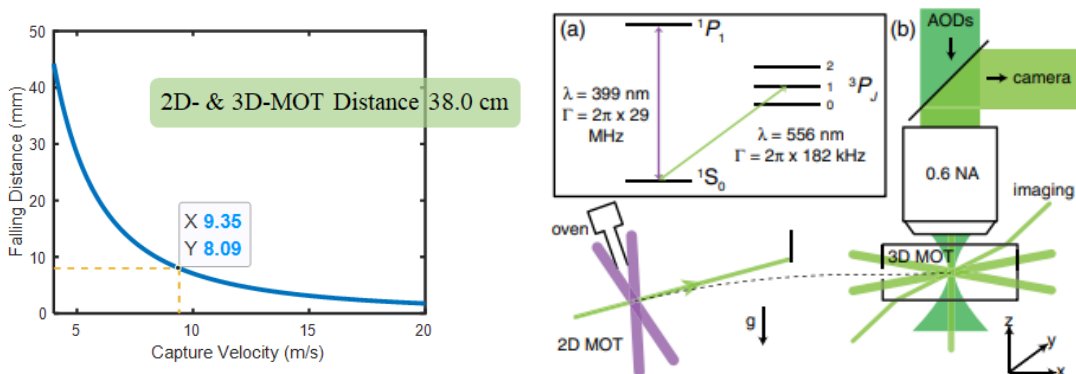 50
40
30
20
10
0
Falling Distance (mm)
2D- & 3D-MOT Distance 38.0 cm
X 9.35
Y 8.09
5
10
15
20
Capture Velocity (m/s)
(a)
¹P₁
λ = 399 nm
Γ = 2π x 29
MHz
2
1
0
³P_J
λ = 556 nm
Γ = 2π x 182 kHz
¹S₀
(b)
AODs
camera
0.6 NA
imaging
oven
3D MOT
2D MOT
g
z
y
x